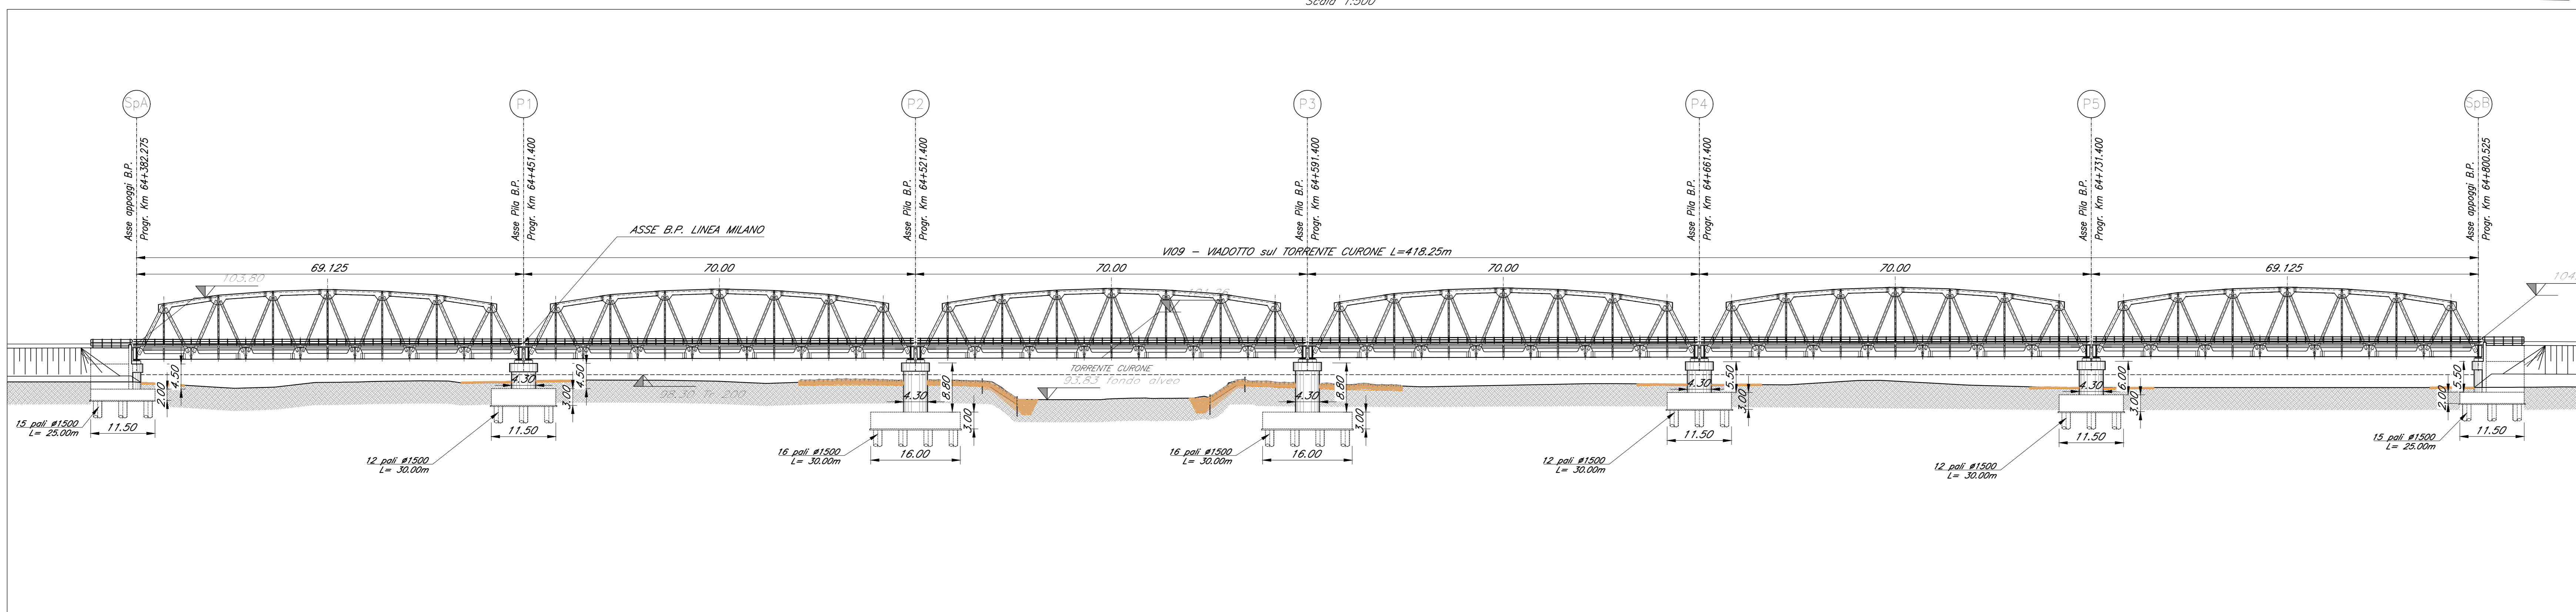 Scala 1:500
SpA
P1
P2
P3
P4
P5
SpB
Asse appoggi B.P.
Progr. Km 64+382.275
Asse Pila B.P.
Progr. Km 64+451.400
Asse Pila B.P.
Progr. Km 64+521.400
Asse Pila B.P.
Progr. Km 64+591.400
Asse Pila B.P.
Progr. Km 64+661.400
Asse Pila B.P.
Progr. Km 64+731.400
Asse appoggi B.P.
Progr. Km 64+800.525
ASSE B.P. LINEA MILANO
VI09 - VIADOTTO sul TORRENTE CURONE L=418.25m
69.125
70.00
70.00
70.00
70.00
69.125
103.80
101.26
104
TORRENTE CURONE
93.83 fondo alveo
98.30 Tr 200
2.00
4.50
4.30
4.50
3.00
4.30
8.80
3.00
4.30
8.80
3.00
4.30
5.50
3.00
4.30
6.00
3.00
5.50
2.00
15 pali ø1500
L= 25.00m
11.50
12 pali ø1500
L= 30.00m
11.50
16 pali ø1500
L= 30.00m
16.00
16 pali ø1500
L= 30.00m
16.00
12 pali ø1500
L= 30.00m
11.50
12 pali ø1500
L= 30.00m
11.50
15 pali ø1500
L= 25.00m
11.50